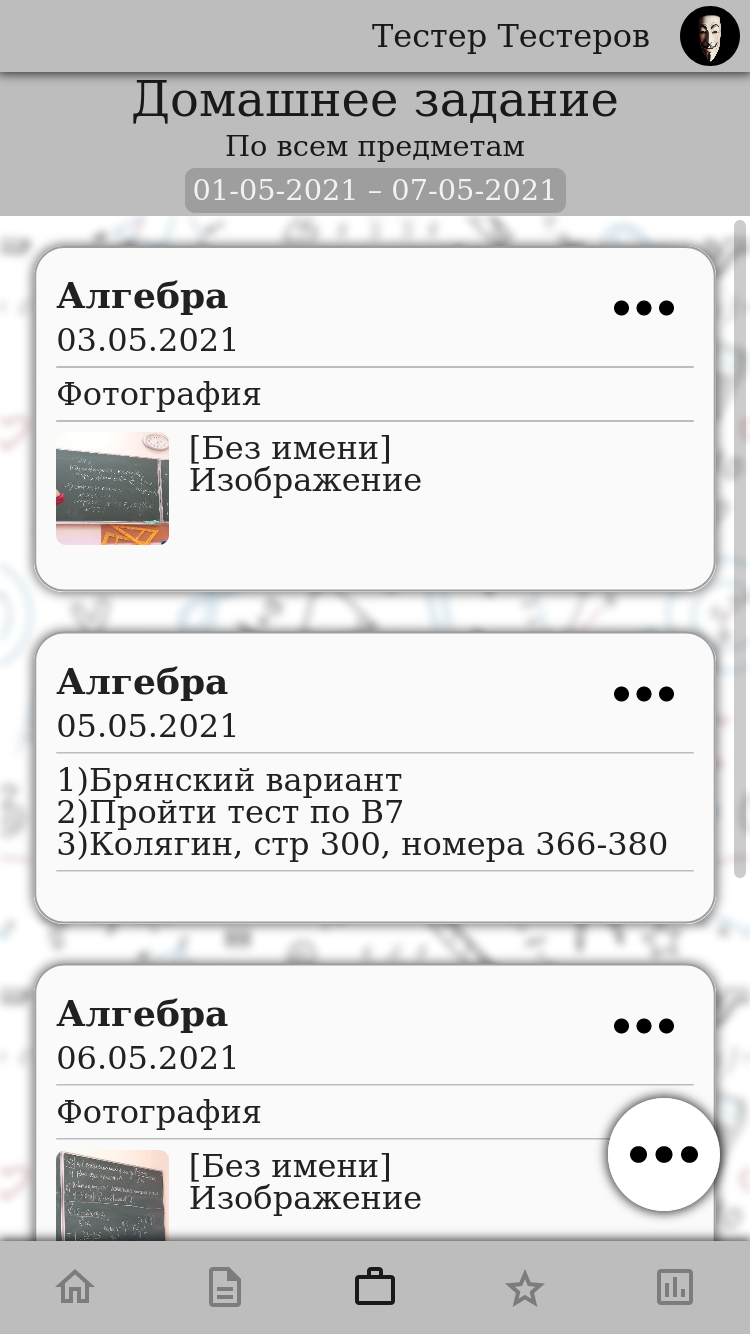 Тестер Тестеров
Домашнее задание
По всем предметам
01-05-2021 – 07-05-2021
Алгебра
03.05.2021
Фотография
[Без имени]
Изображение
Алгебра
05.05.2021
1)Брянский вариант
2)Пройти тест по В7
3)Колягин, стр 300, номера 366-380
Алгебра
06.05.2021
Фотография
[Без имени]
Изображение